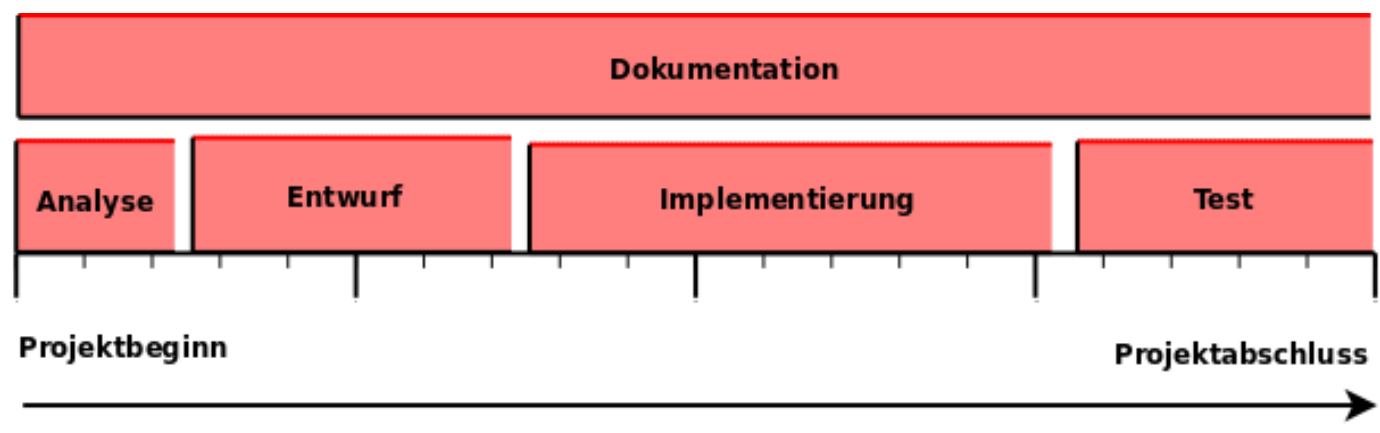 Dokumentation
Analyse
Entwurf
Implementierung
Test
Projektbeginn
Projektabschluss